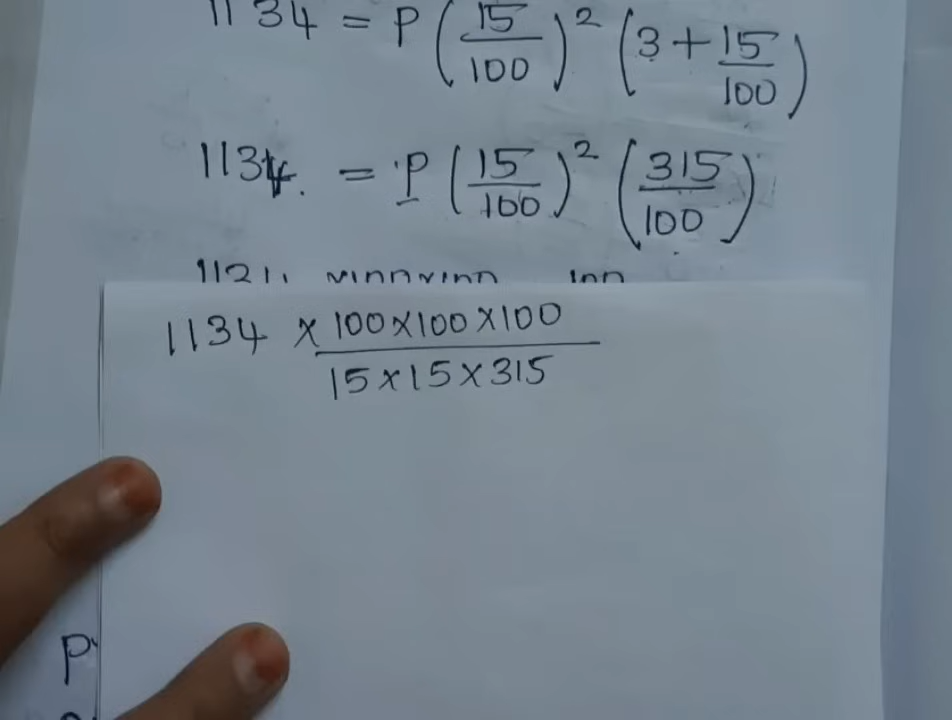 1134 = P (15/100)² (3 + 15/100)
1134. = P (15/100)² (315/100)
1134 × 100×100×100
15×15×315
P